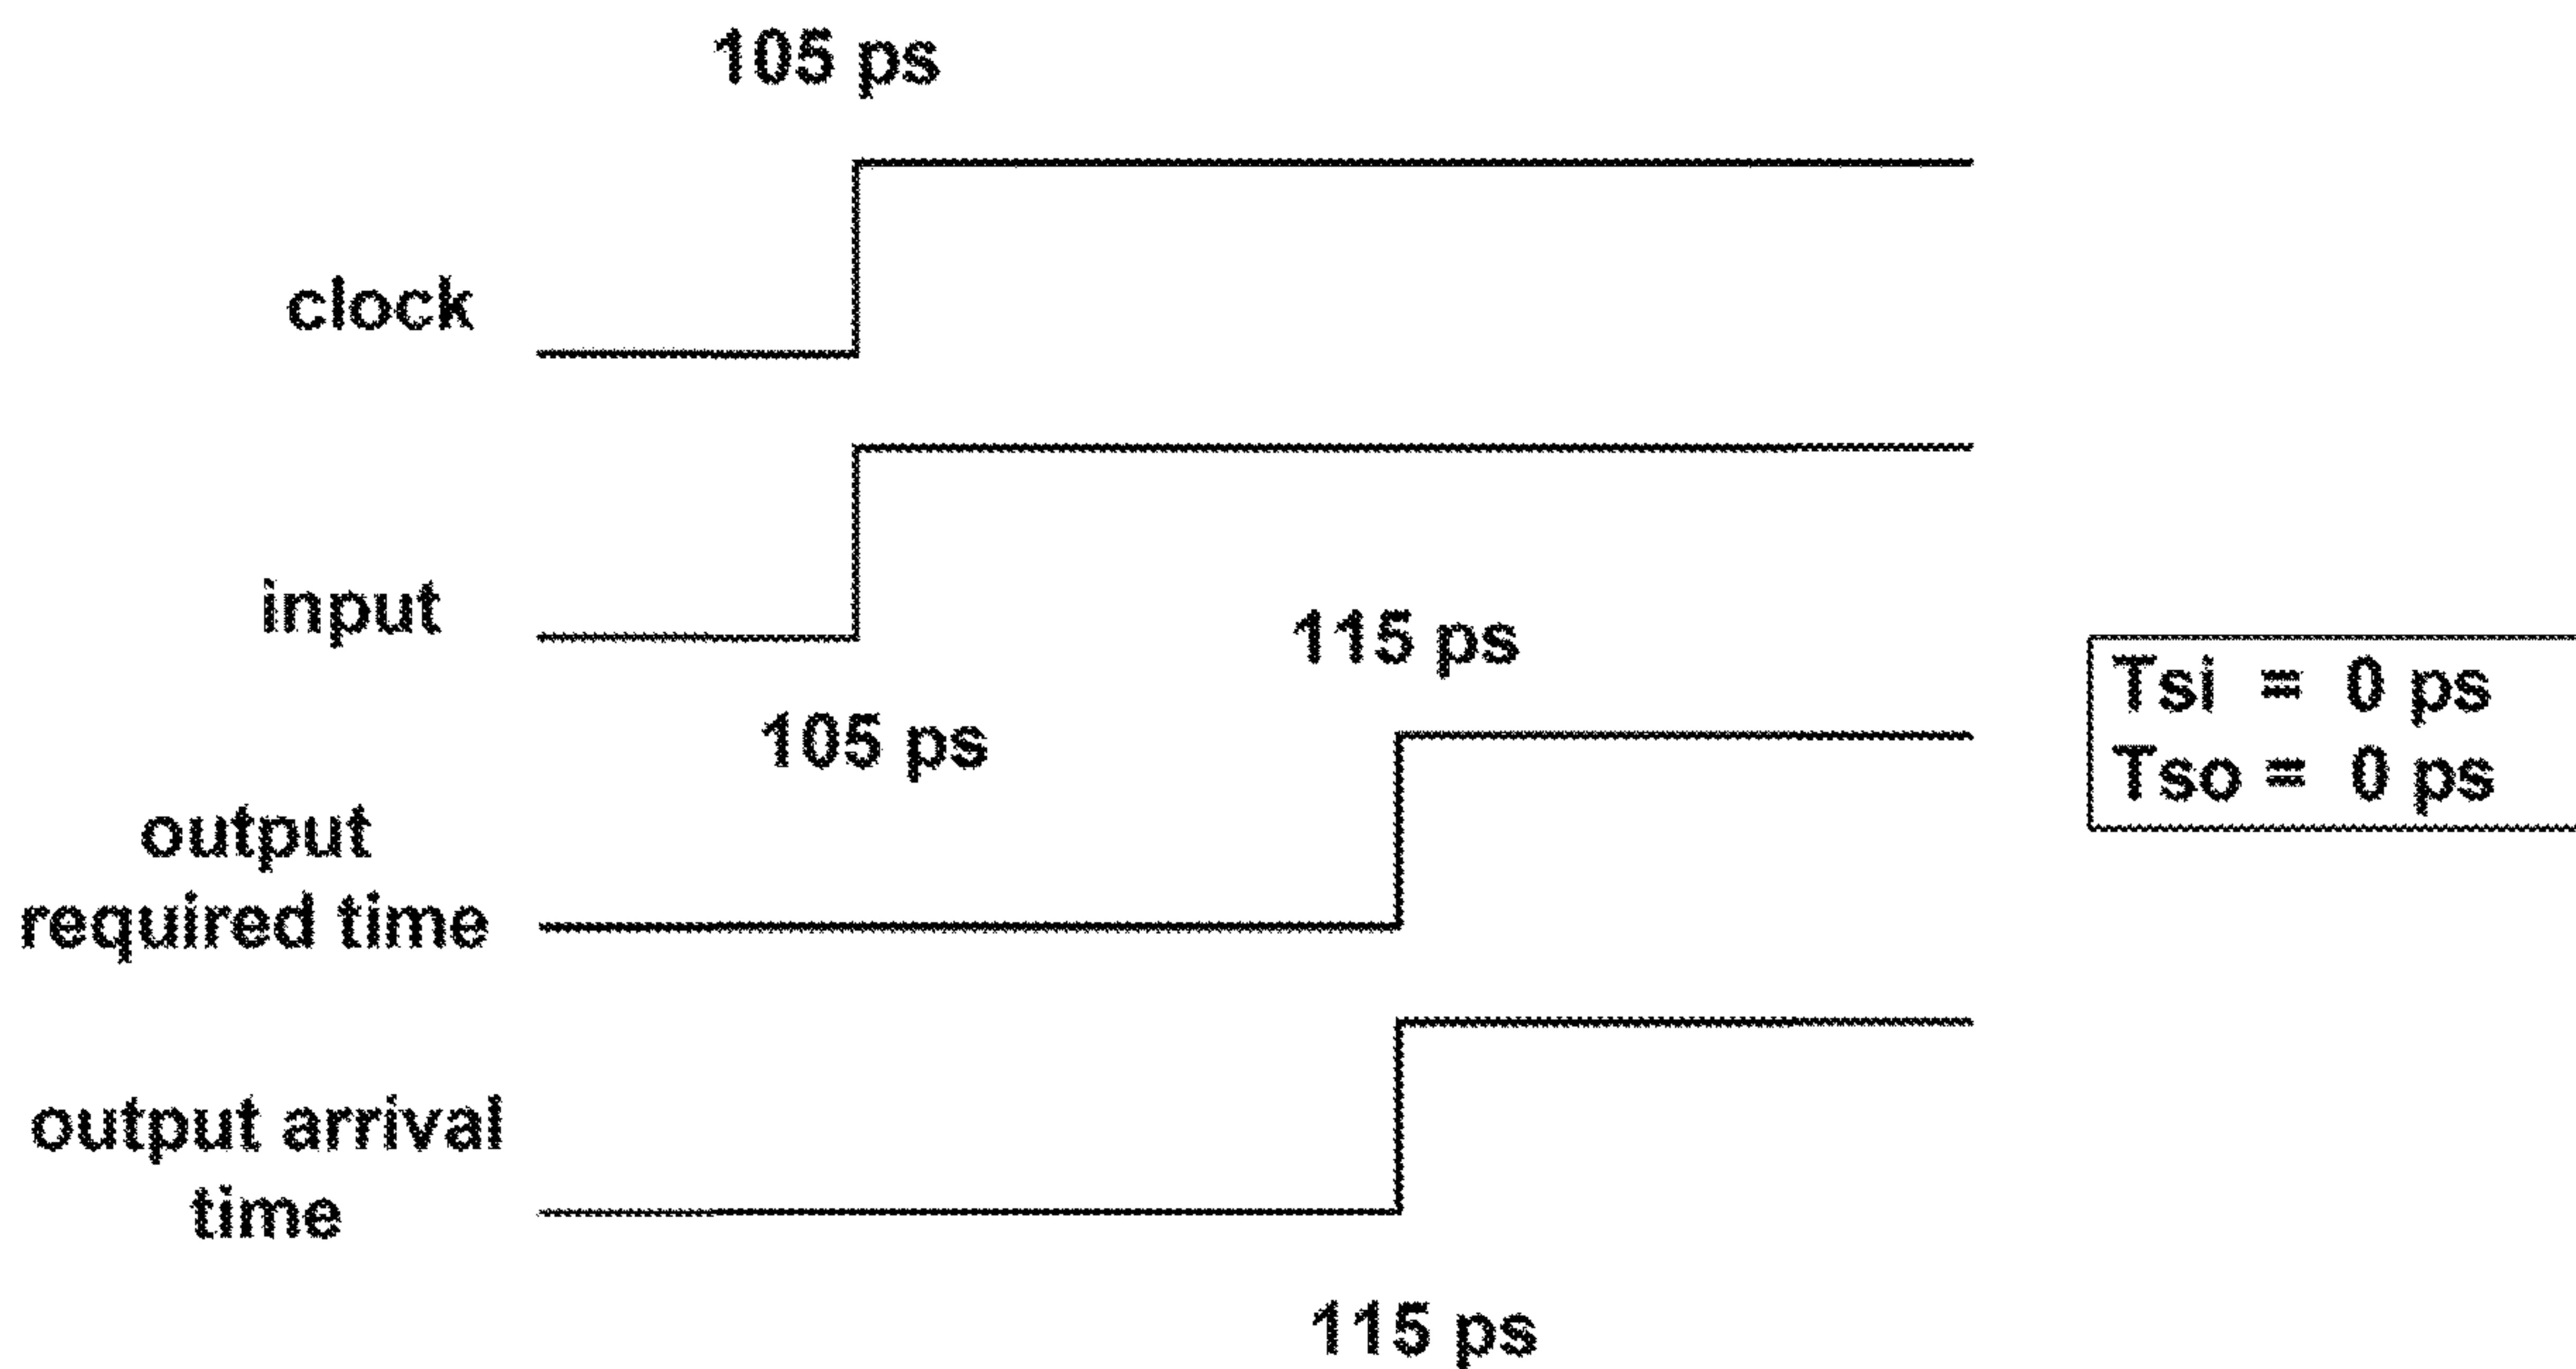 105 ps
clock
input
115 ps
105 ps
Tsi = 0 ps
Tso = 0 ps
output
required time
output arrival
time
115 ps